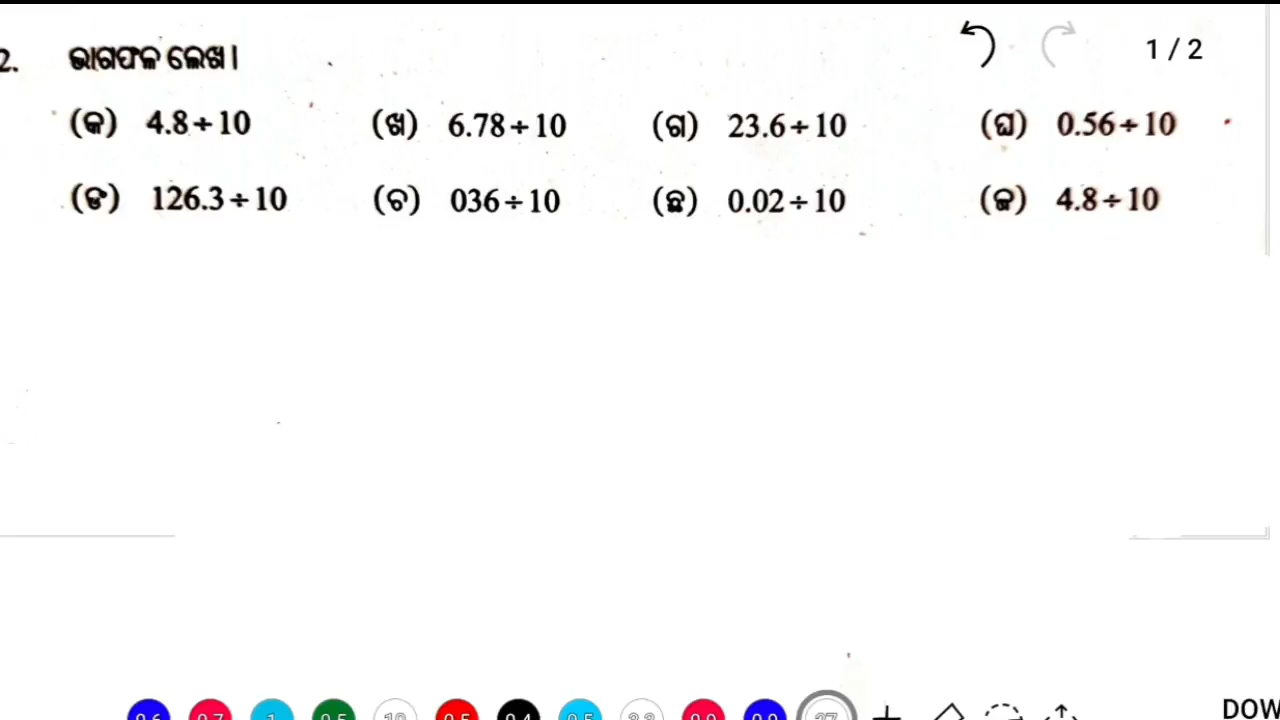 1 / 2
2. ଭାଗଫଳ ଲେଖ।
(କ) 4.8÷10 (ଖ) 6.78÷10 (ଗ) 23.6÷10 (ଘ) 0.56÷10
(ଙ) 126.3÷10 (ଚ) 036÷10 (ଛ) 0.02÷10 (ଜ) 4.8÷10
DOW